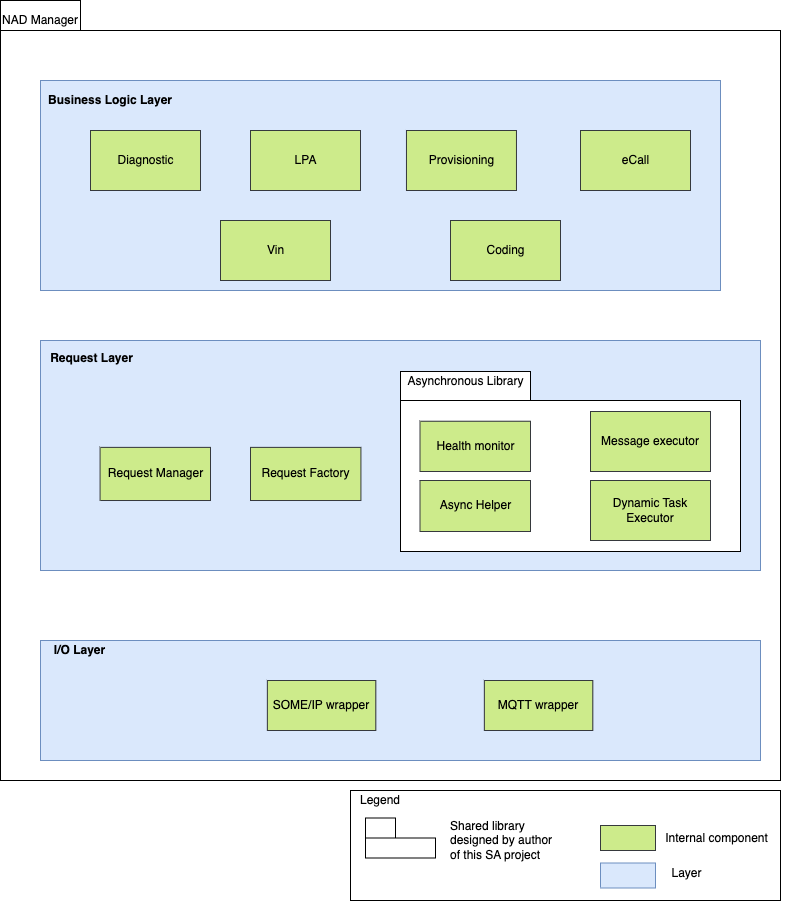 NAD Manager
Business Logic Layer
Diagnostic
LPA
Provisioning
eCall
Vin
Coding
Request Layer
Asynchronous Library
Health monitor
Message executor
Request Manager
Request Factory
Async Helper
Dynamic Task
Executor
I/O Layer
SOME/IP wrapper
MQTT wrapper
Legend
Shared library
designed by author
of this SA project
Internal component
Layer